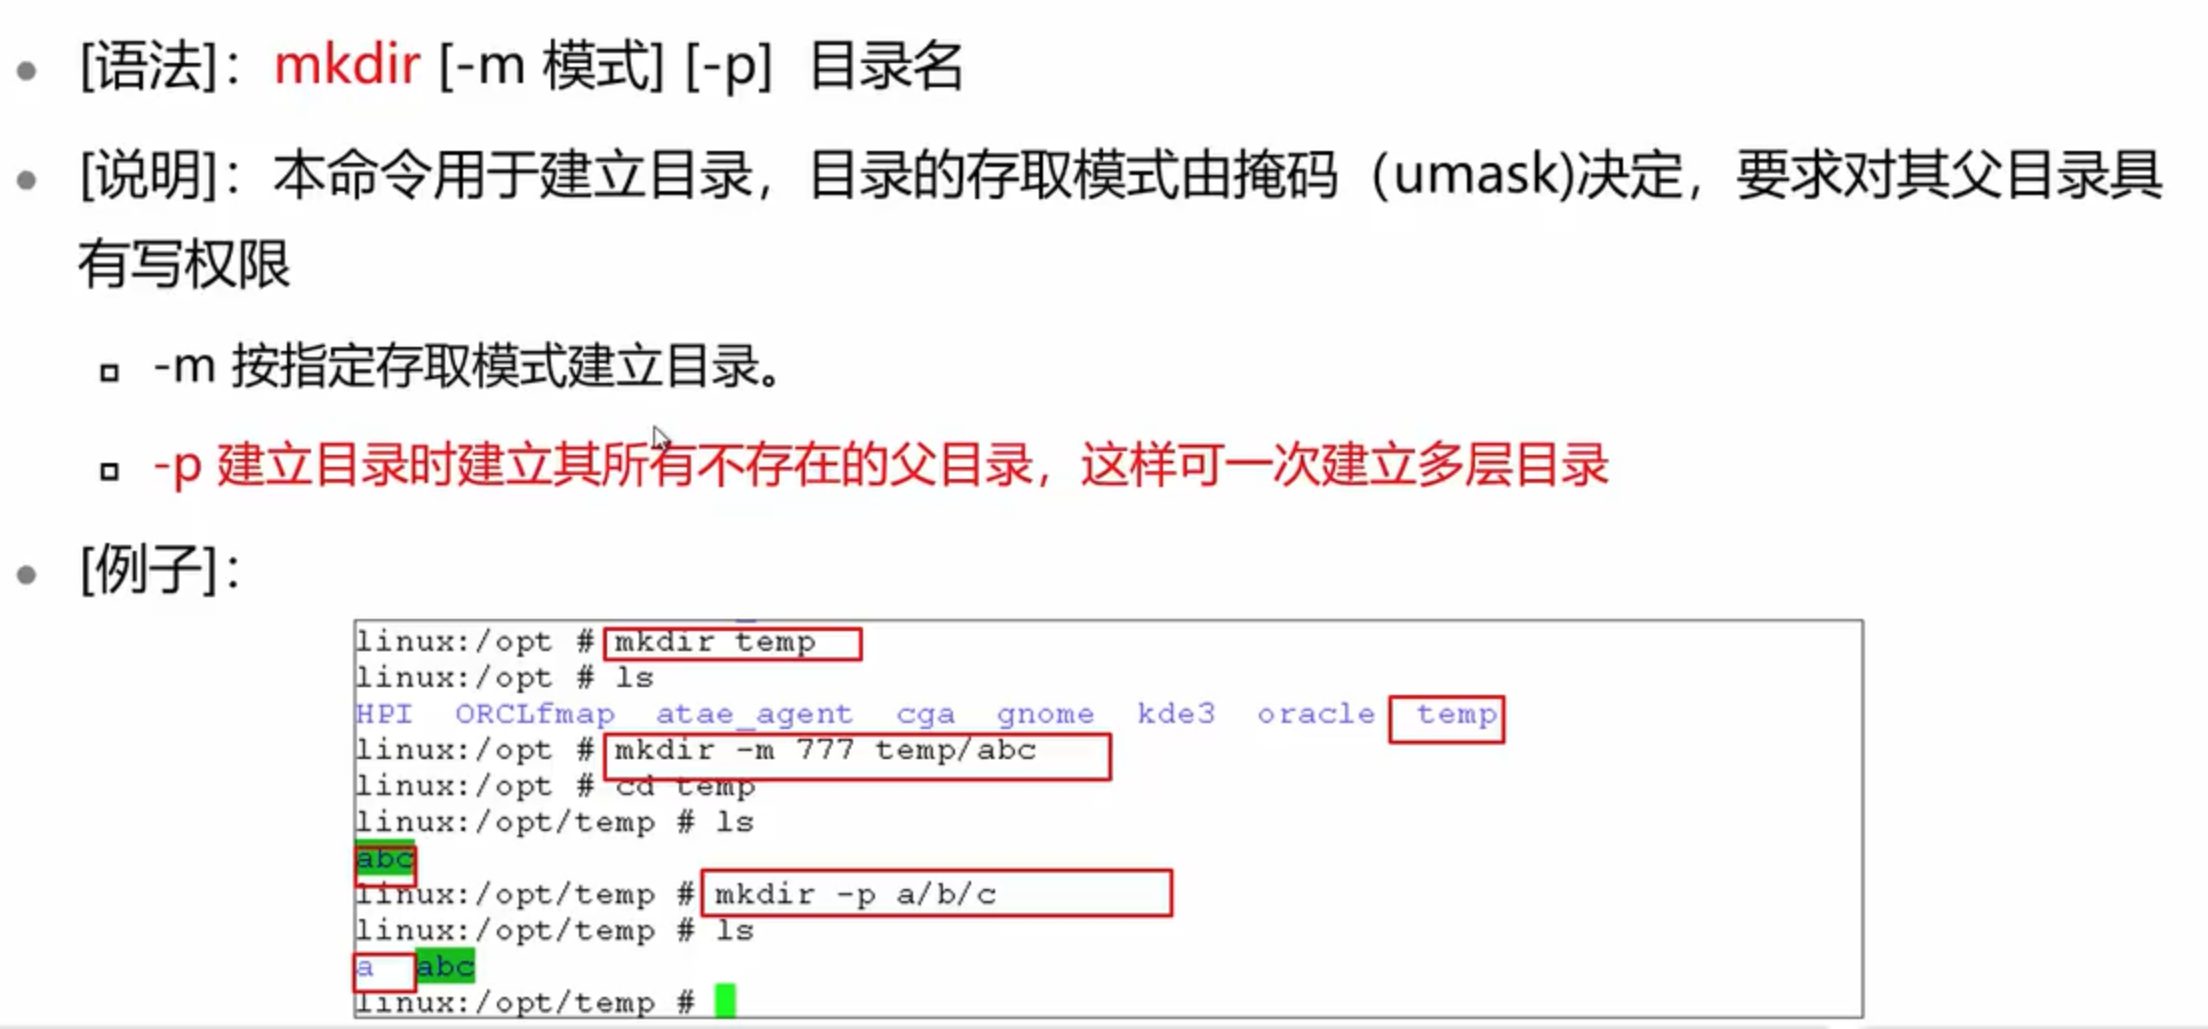 [语法]：mkdir [-m 模式] [-p] 目录名
[说明]：本命令用于建立目录，目录的存取模式由掩码（umask)决定，要求对其父目录具
有写权限
-m 按指定存取模式建立目录。
-p 建立目录时建立其所有不存在的父目录，这样可一次建立多层目录
[例子]：
linux:/opt # mkdir temp
linux:/opt # ls
HPI ORCLfmap atae_agent cga gnome kde3 oracle temp
linux:/opt # mkdir -m 777 temp/abc
linux:/opt # cd temp
linux:/opt/temp # ls
abc
linux:/opt/temp # mkdir -p a/b/c
linux:/opt/temp # ls
a abc
linux:/opt/temp #